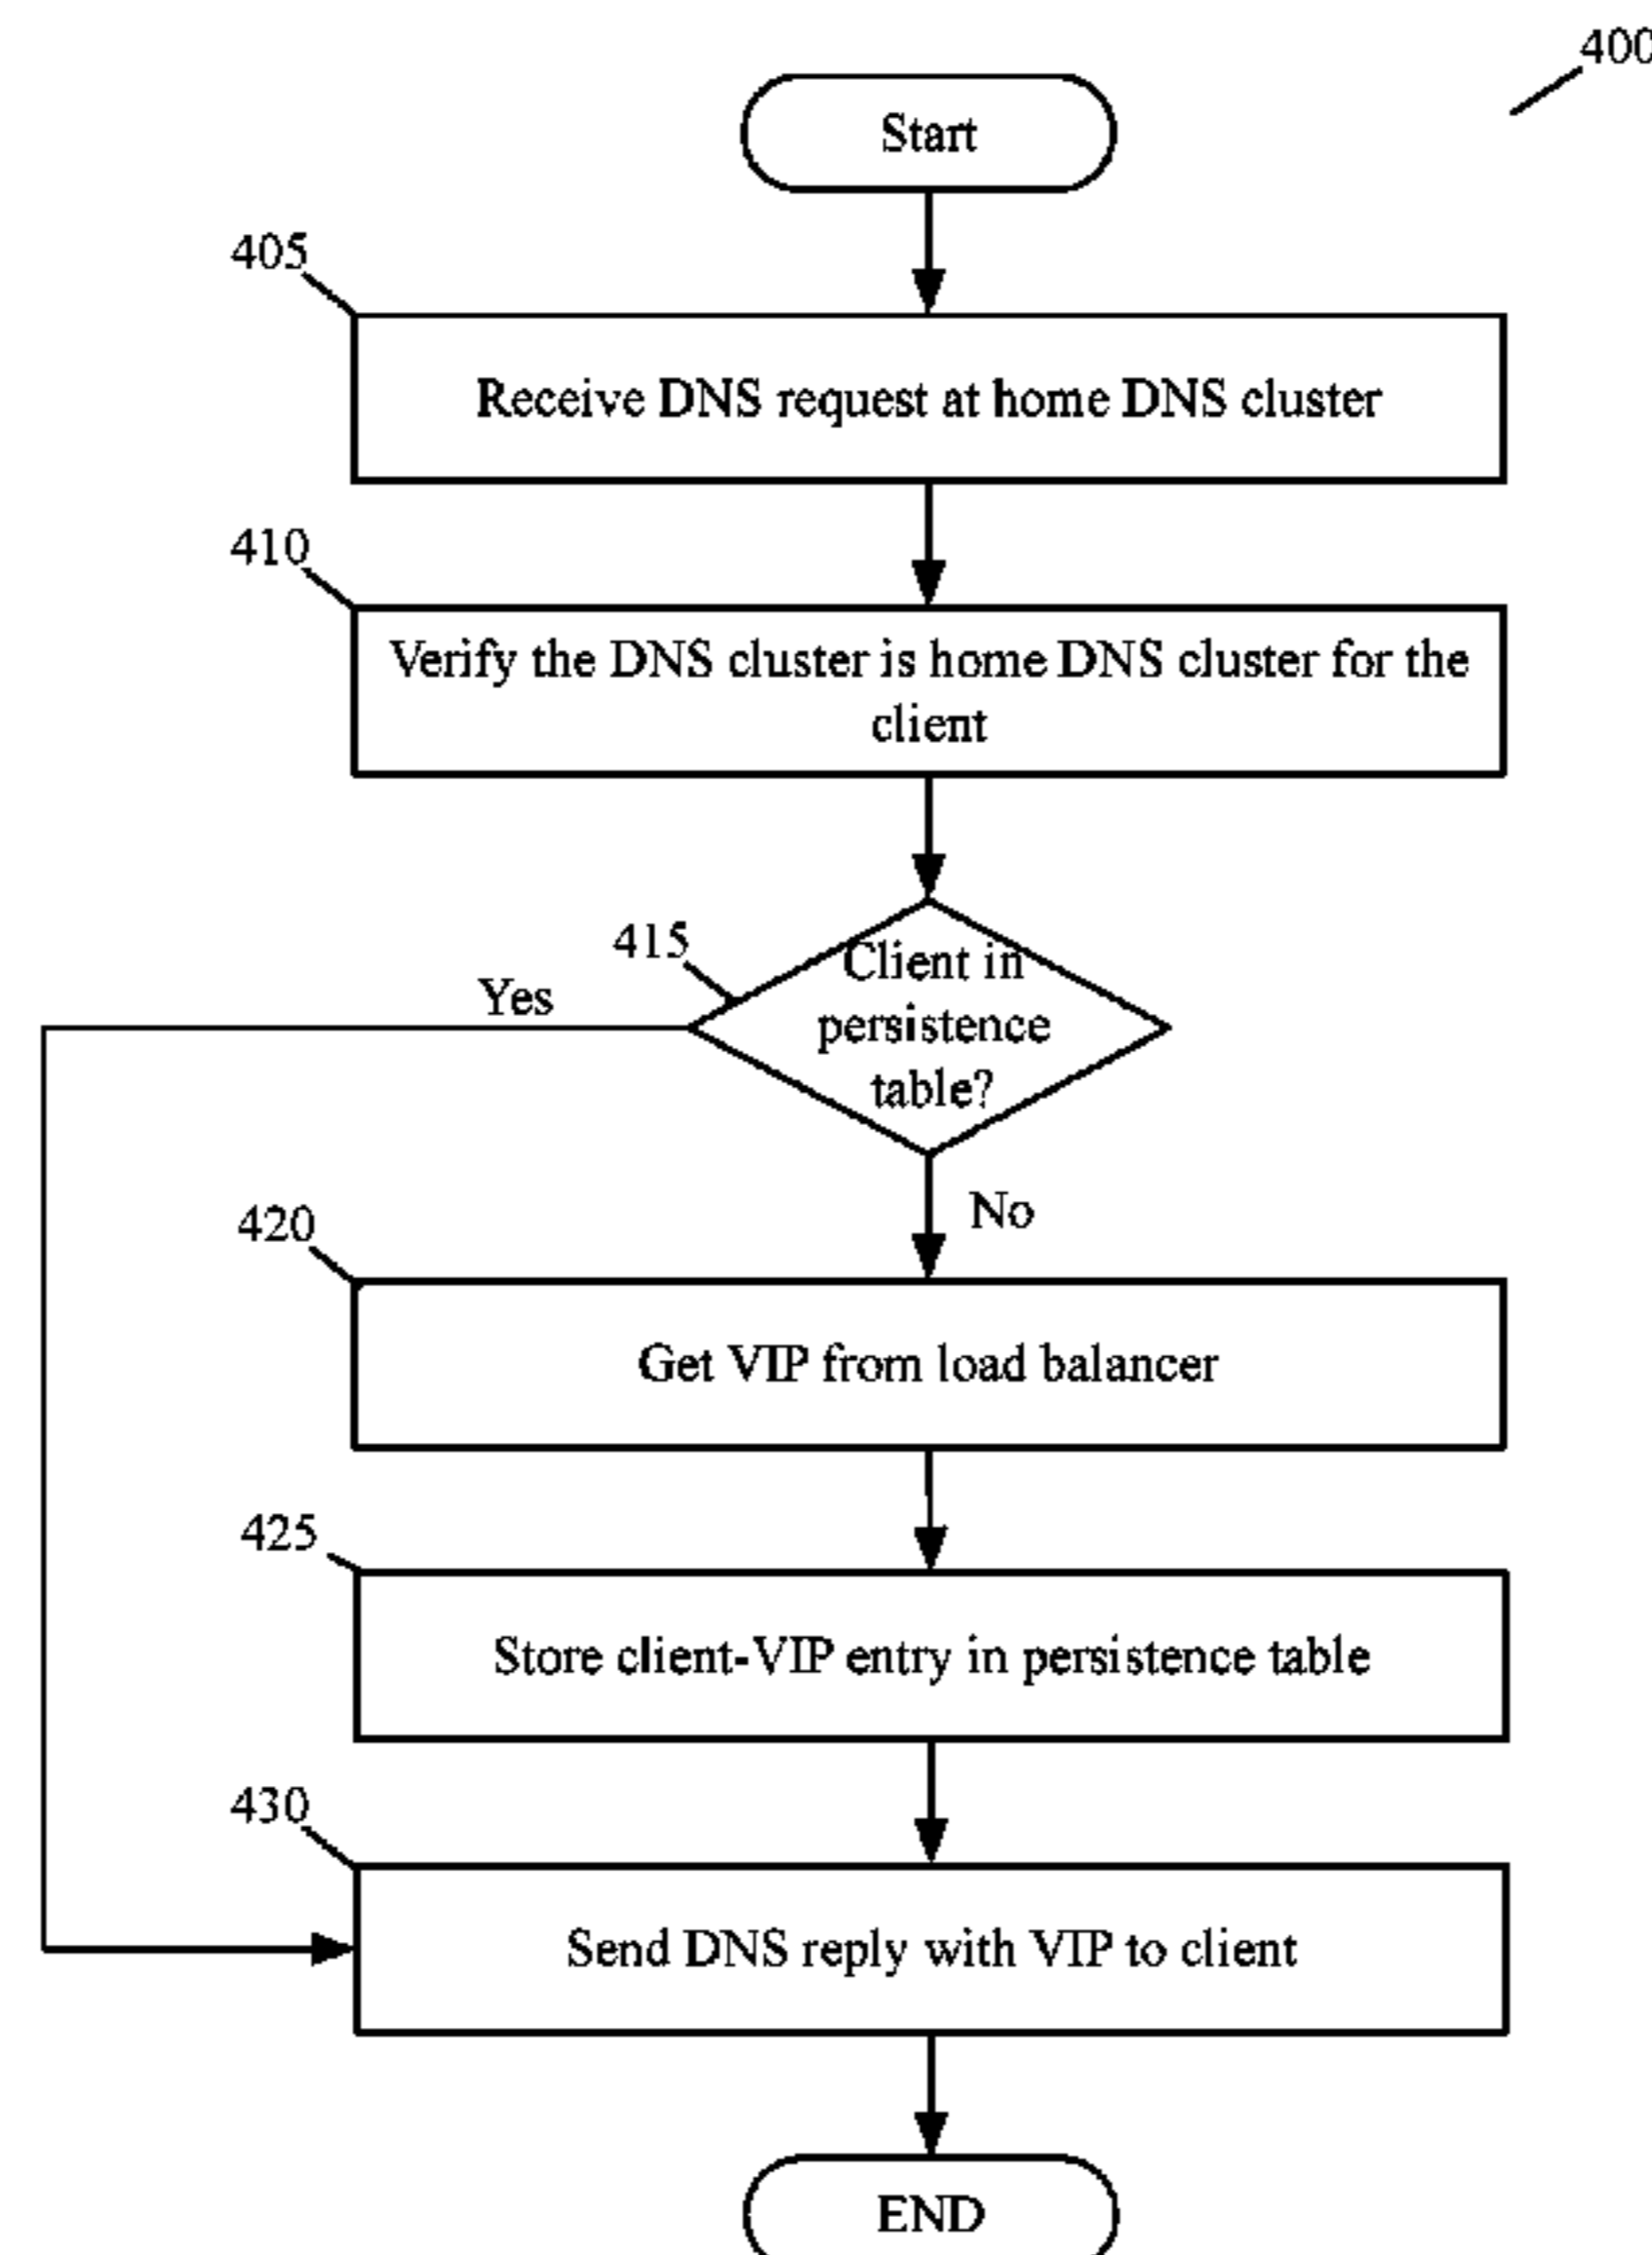 400
Start
405
Receive DNS request at home DNS cluster
410
Verify the DNS cluster is home DNS cluster for the
client
415
Client in
persistence
table?
Yes
No
420
Get VIP from load balancer
425
Store client-VIP entry in persistence table
430
Send DNS reply with VIP to client
END